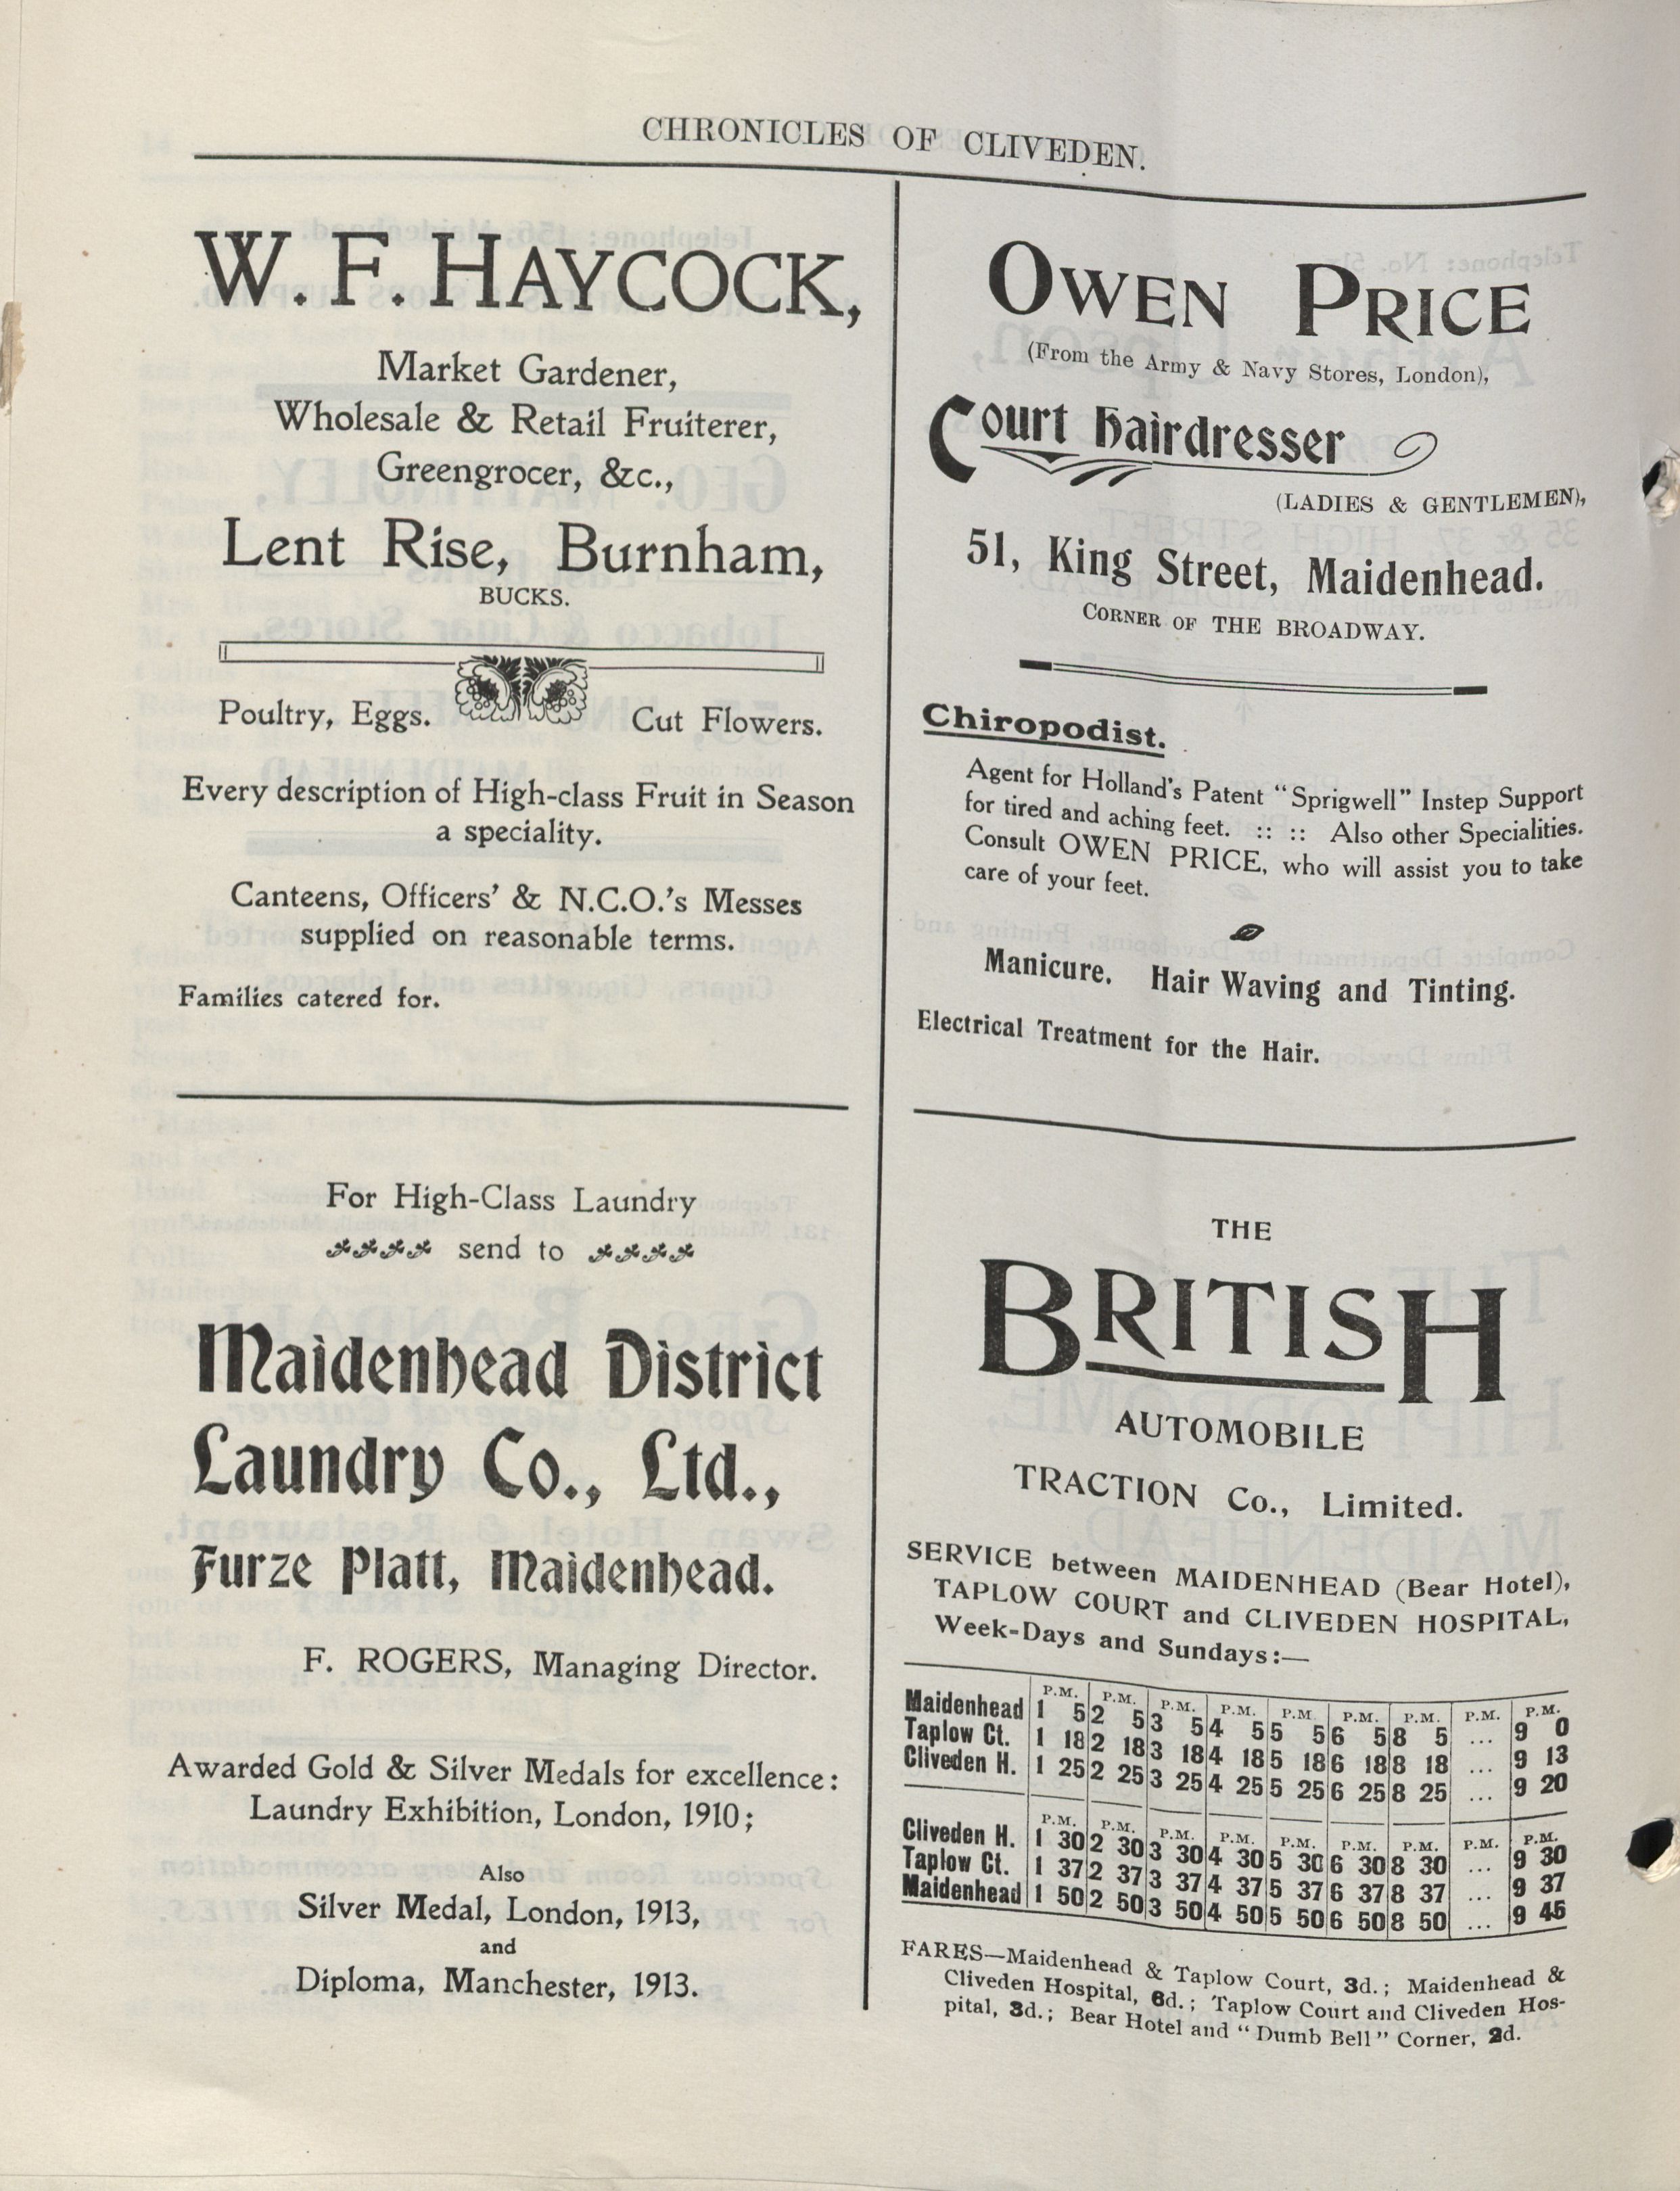 CHRONICLES OF CLIVEDEN.
W. F. HAYCOCK,
Market Gardener,
Wholesale & Retail Fruiterer,
Greengrocer, &c.,
Lent Rise, Burnham,
BUCKS.
Poultry, Eggs. Cut Flowers.
Every description of High-class Fruit in Season
a speciality.
Canteens, Officers' & N.C.O.'s Messes
supplied on reasonable terms.
Families catered for.
For High-Class Laundry
send to
Maidenhead District
Laundry Co., Ltd.,
Furze Platt, Maidenhead.
F. ROGERS, Managing Director.
Awarded Gold & Silver Medals for excellence:
Laundry Exhibition, London, 1910;
Also
Silver Medal, London, 1913,
and
Diploma, Manchester, 1913.
OWEN PRICE
(From the Army & Navy Stores, London),
Court Hairdresser
(LADIES & GENTLEMEN),
51, King Street, Maidenhead.
CORNER OF THE BROADWAY.
Chiropodist.
Agent for Holland's Patent "Sprigwell" Instep Support
for tired and aching feet. :: :: Also other Specialities.
Consult OWEN PRICE, who will assist you to take
care of your feet.
Manicure. Hair Waving and Tinting.
Electrical Treatment for the Hair.
THE
BRITISH
AUTOMOBILE
TRACTION Co., Limited.
SERVICE between MAIDENHEAD (Bear Hotel),
TAPLOW COURT and CLIVEDEN HOSPITAL,
Week-Days and Sundays:—
P.M. P.M. P.M. P.M. P.M. P.M. P.M. P.M. P.M.
Maidenhead 1 5 2 5 3 5 4 5 5 5 6 5 8 5 ... 9 0
Taplow Ct. 1 18 2 18 3 18 4 18 5 18 6 18 8 18 ... 9 13
Cliveden H. 1 25 2 25 3 25 4 25 5 25 6 25 8 25 ... 9 20
P.M. P.M. P.M. P.M. P.M. P.M. P.M. P.M. P.M.
Cliveden H. 1 30 2 30 3 30 4 30 5 30 6 30 8 30 ... 9 30
Taplow Ct. 1 37 2 37 3 37 4 37 5 37 6 37 8 37 ... 9 37
Maidenhead 1 50 2 50 3 50 4 50 5 50 6 50 8 50 ... 9 45
FARES—Maidenhead & Taplow Court, 3d.; Maidenhead &
Cliveden Hospital, 6d.; Taplow Court and Cliveden Hos-
pital, 3d.; Bear Hotel and "Dumb Bell" Corner, 2d.